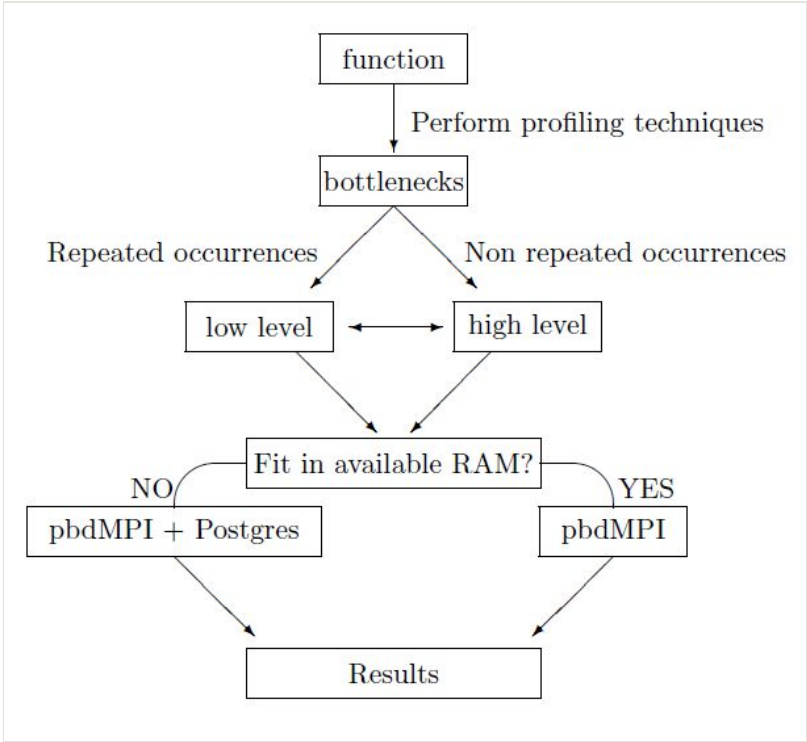 function
Perform profiling techniques
bottlenecks
Repeated occurrences
Non repeated occurrences
low level
high level
Fit in available RAM?
NO
YES
pbdMPI + Postgres
pbdMPI
Results